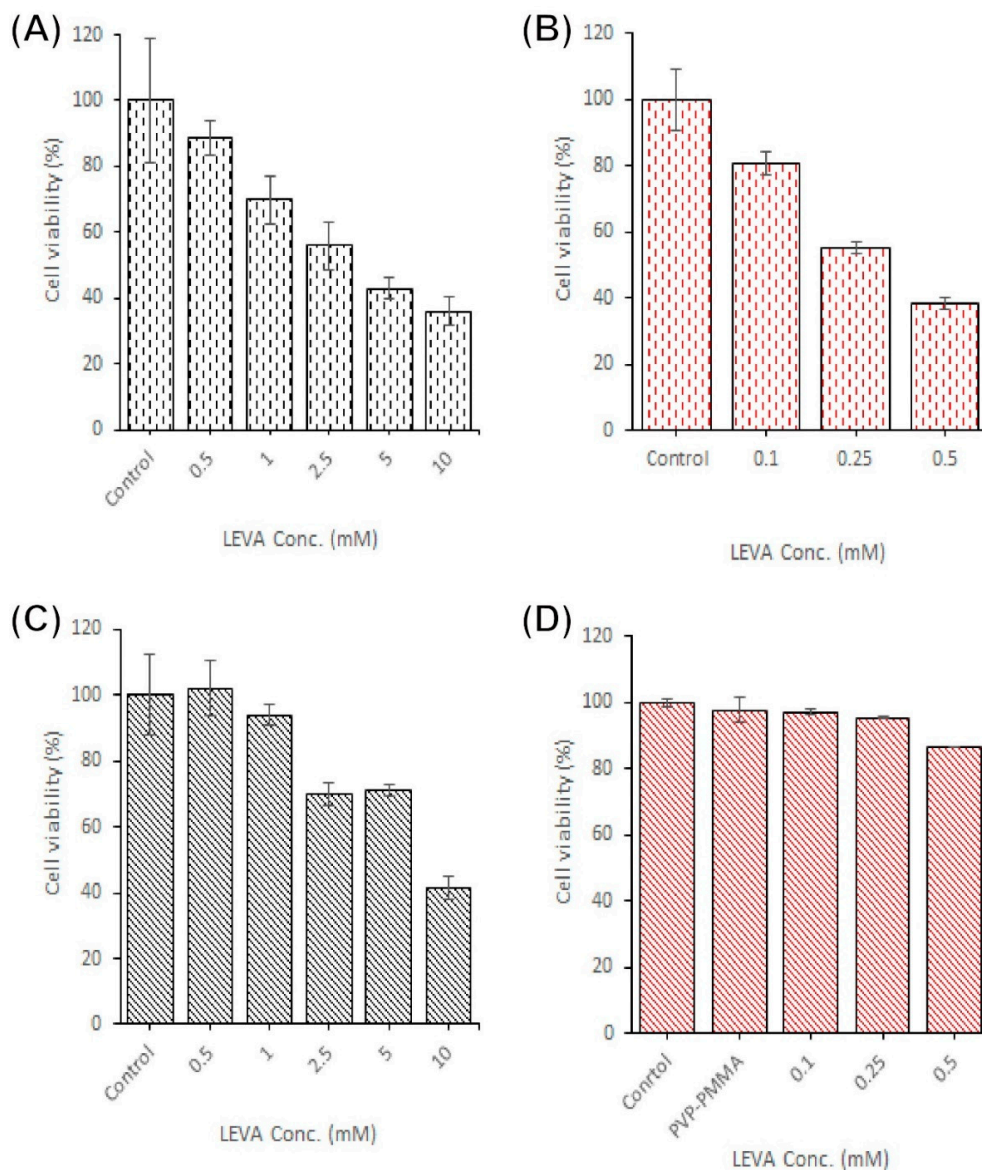 (A)
120
100
80
60
40
20
0
Cell viability (%)
Control
0.5
1
2.5
5
10
LEVA Conc. (mM)
(B)
120
100
80
60
40
20
0
Cell viability (%)
Control
0.1
0.25
0.5
LEVA Conc. (mM)
(C)
120
100
80
60
40
20
0
Cell viability (%)
Control
0.5
1
2.5
5
10
LEVA Conc. (mM)
(D)
120
100
80
60
40
20
0
Cell viability (%)
Conrtol
PVP-PMMA
0.1
0.25
0.5
LEVA Conc. (mM)